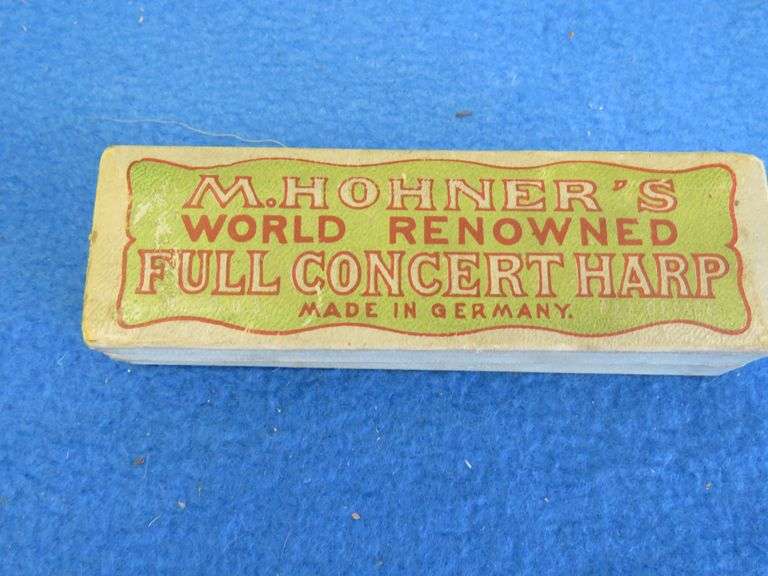 M. HOHNER'S
WORLD RENOWNED
FULL CONCERT HARP
MADE IN GERMANY.